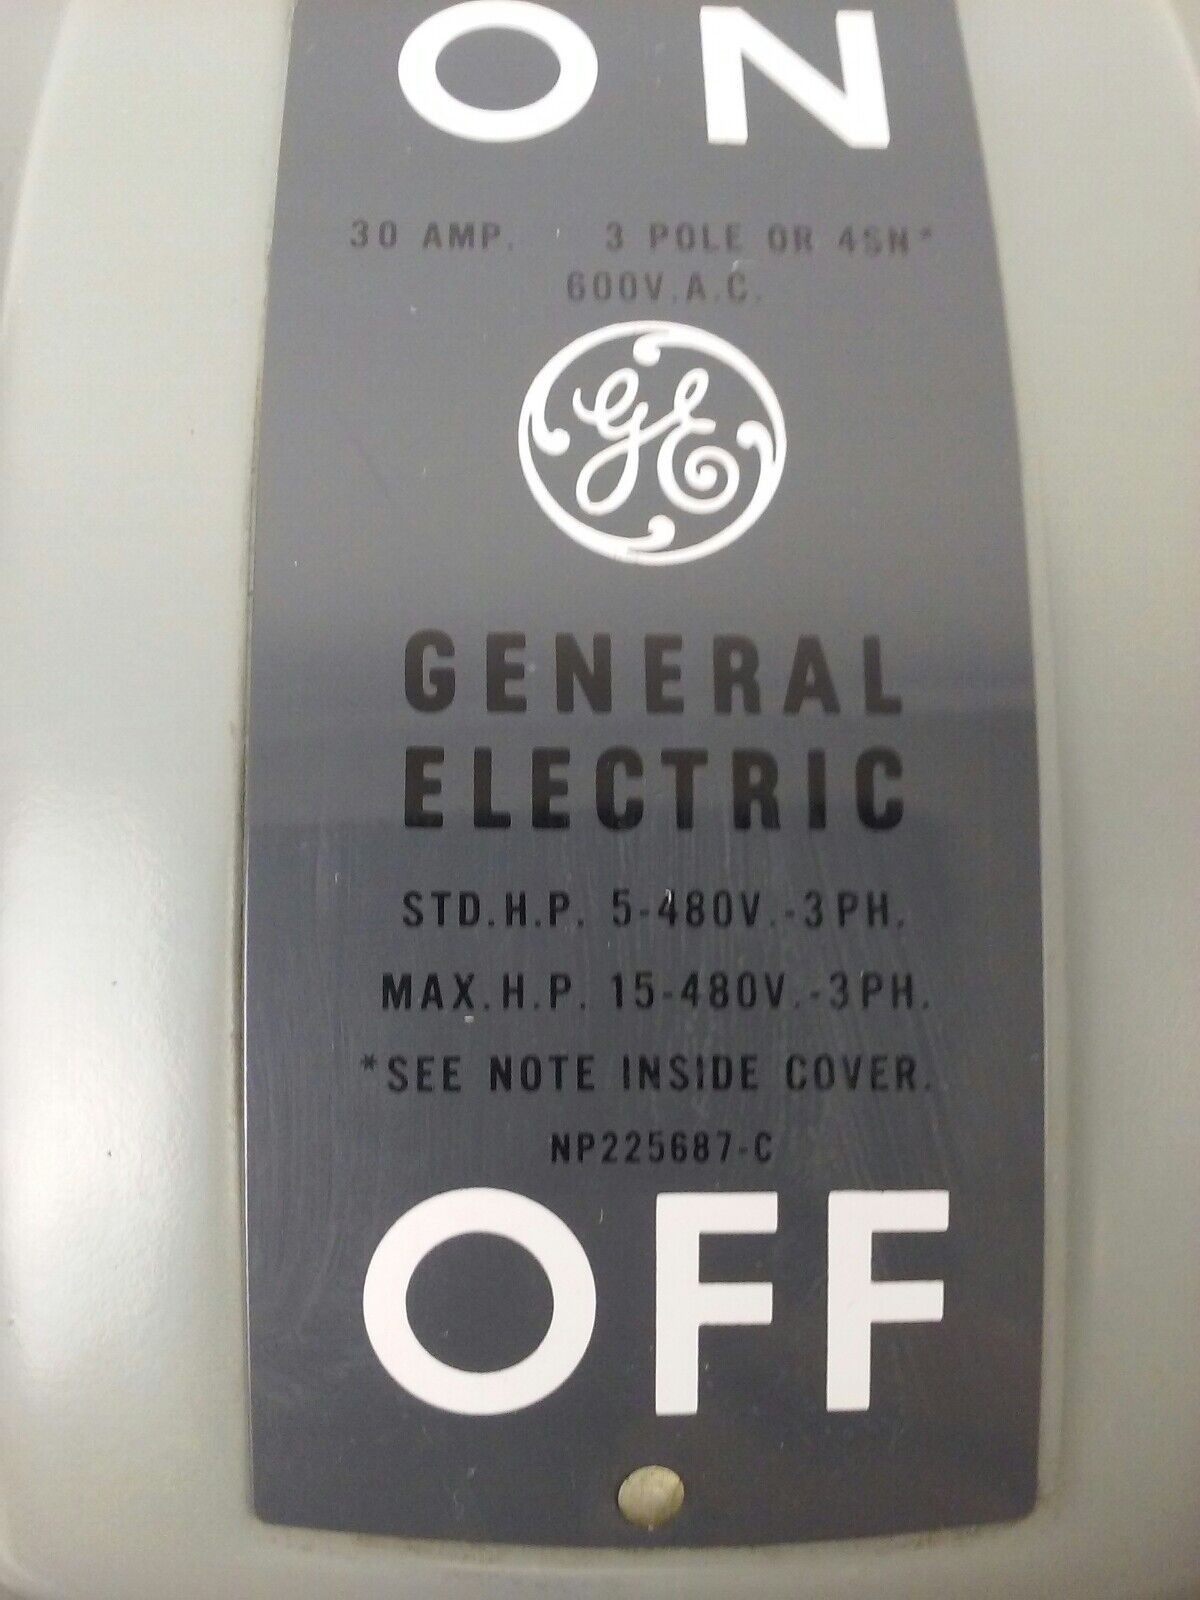 ON
30 AMP. 3 POLE OR 4SN*
600V.A.C.
GE
GENERAL
ELECTRIC
STD.H.P. 5-480V.-3PH.
MAX.H.P. 15-480V.-3PH.
*SEE NOTE INSIDE COVER.
NP225687-C
OFF